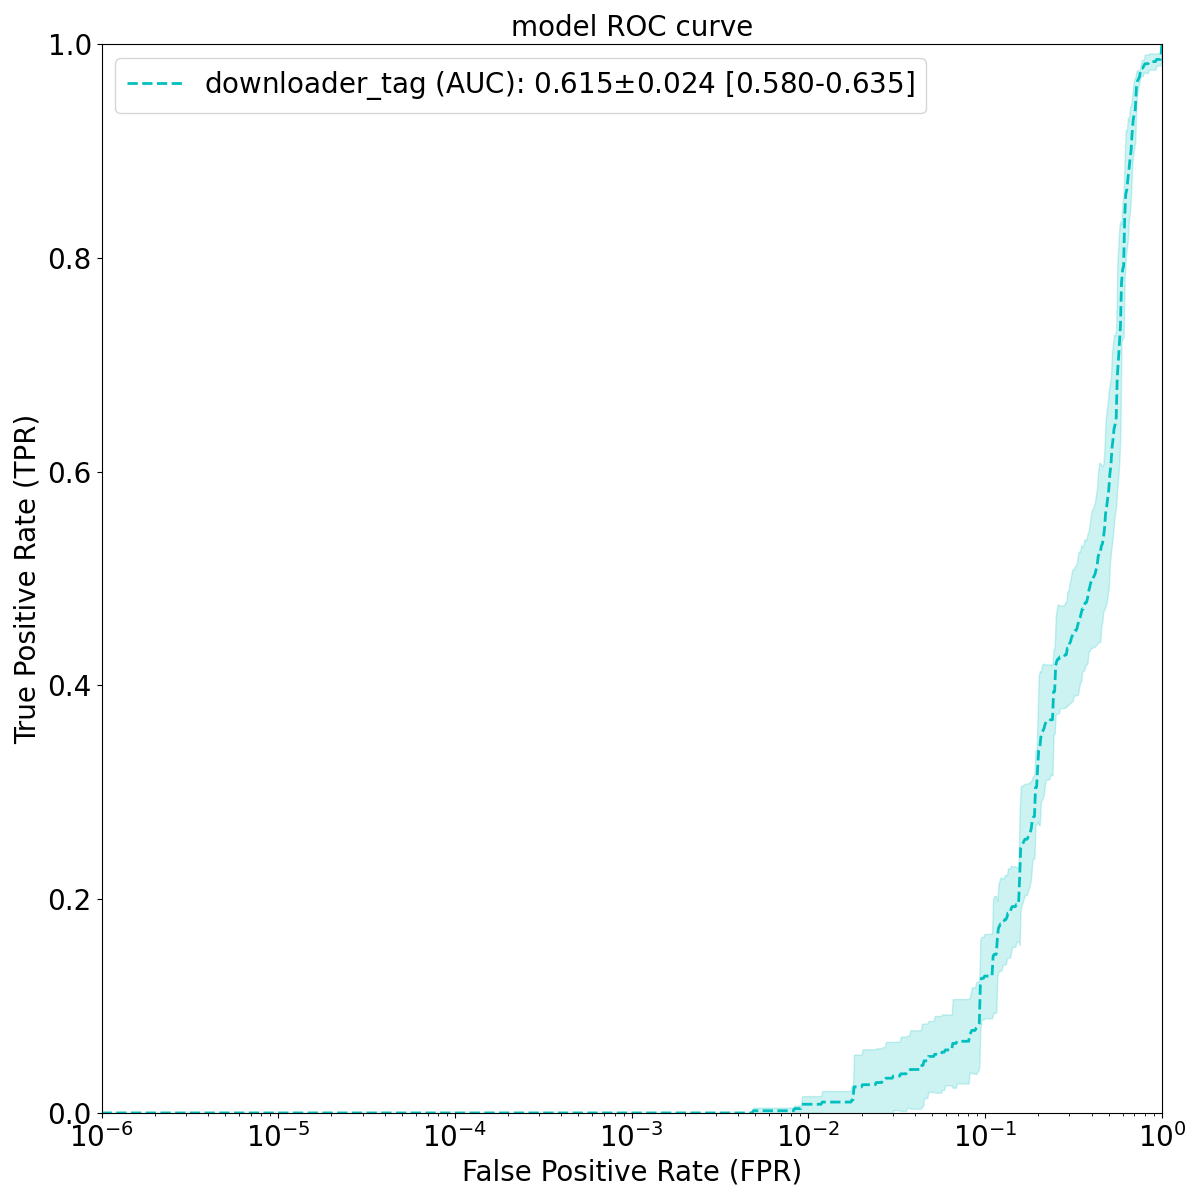 model ROC curve
downloader_tag (AUC): 0.615±0.024 [0.580-0.635]
1.0
0.8
0.6
0.4
0.2
0.0
True Positive Rate (TPR)
10⁻⁶ 10⁻⁵ 10⁻⁴ 10⁻³ 10⁻² 10⁻¹ 10⁰
False Positive Rate (FPR)